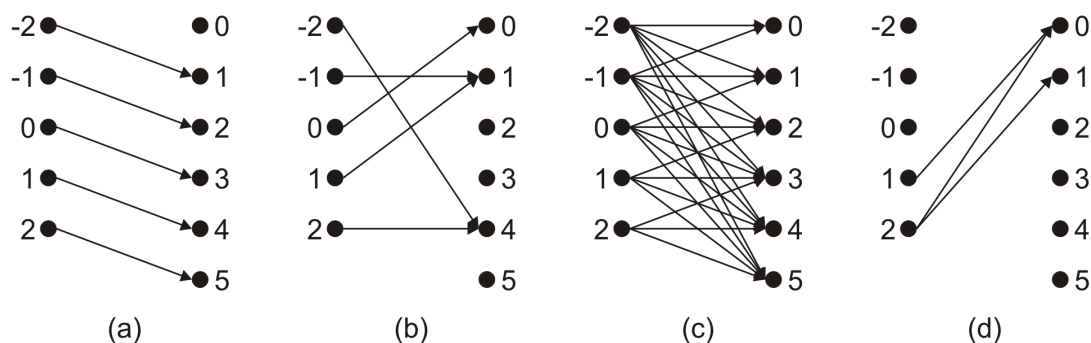 -2 0 -2 0 -2 0 -2 0
-1 1 -1 1 -1 1 -1 1
0 2 0 2 0 2 0 2
1 3 1 3 1 3 1 3
2 4 2 4 2 4 2 4
5 5 5 5
(a) (b) (c) (d)